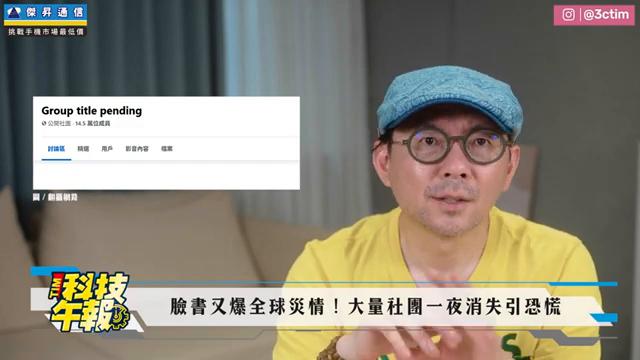 傑昇通信
挑戰手機市場最低價
@3ctim
Group title pending
公開社團 · 14.5 萬位成員
討論區 精選 用戶 影音內容 檔案
圖 / 翻攝網路
科技
午報
臉書又爆全球災情！大量社團一夜消失引恐慌